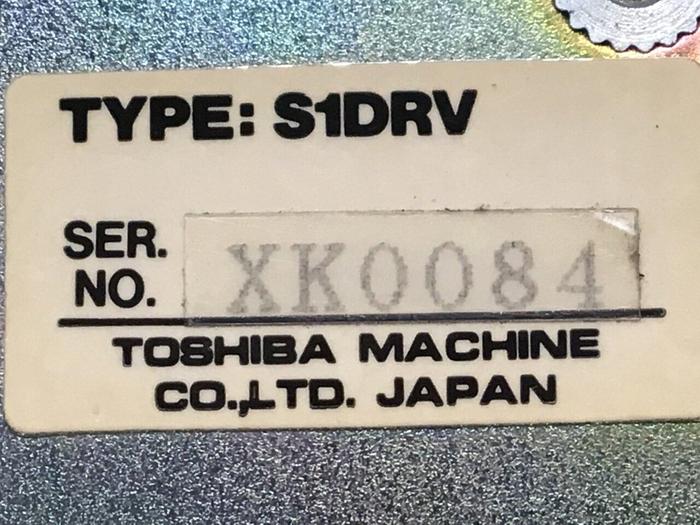 TYPE: S1DRV
SER. NO. XK0084
TOSHIBA MACHINE
CO.,LTD. JAPAN